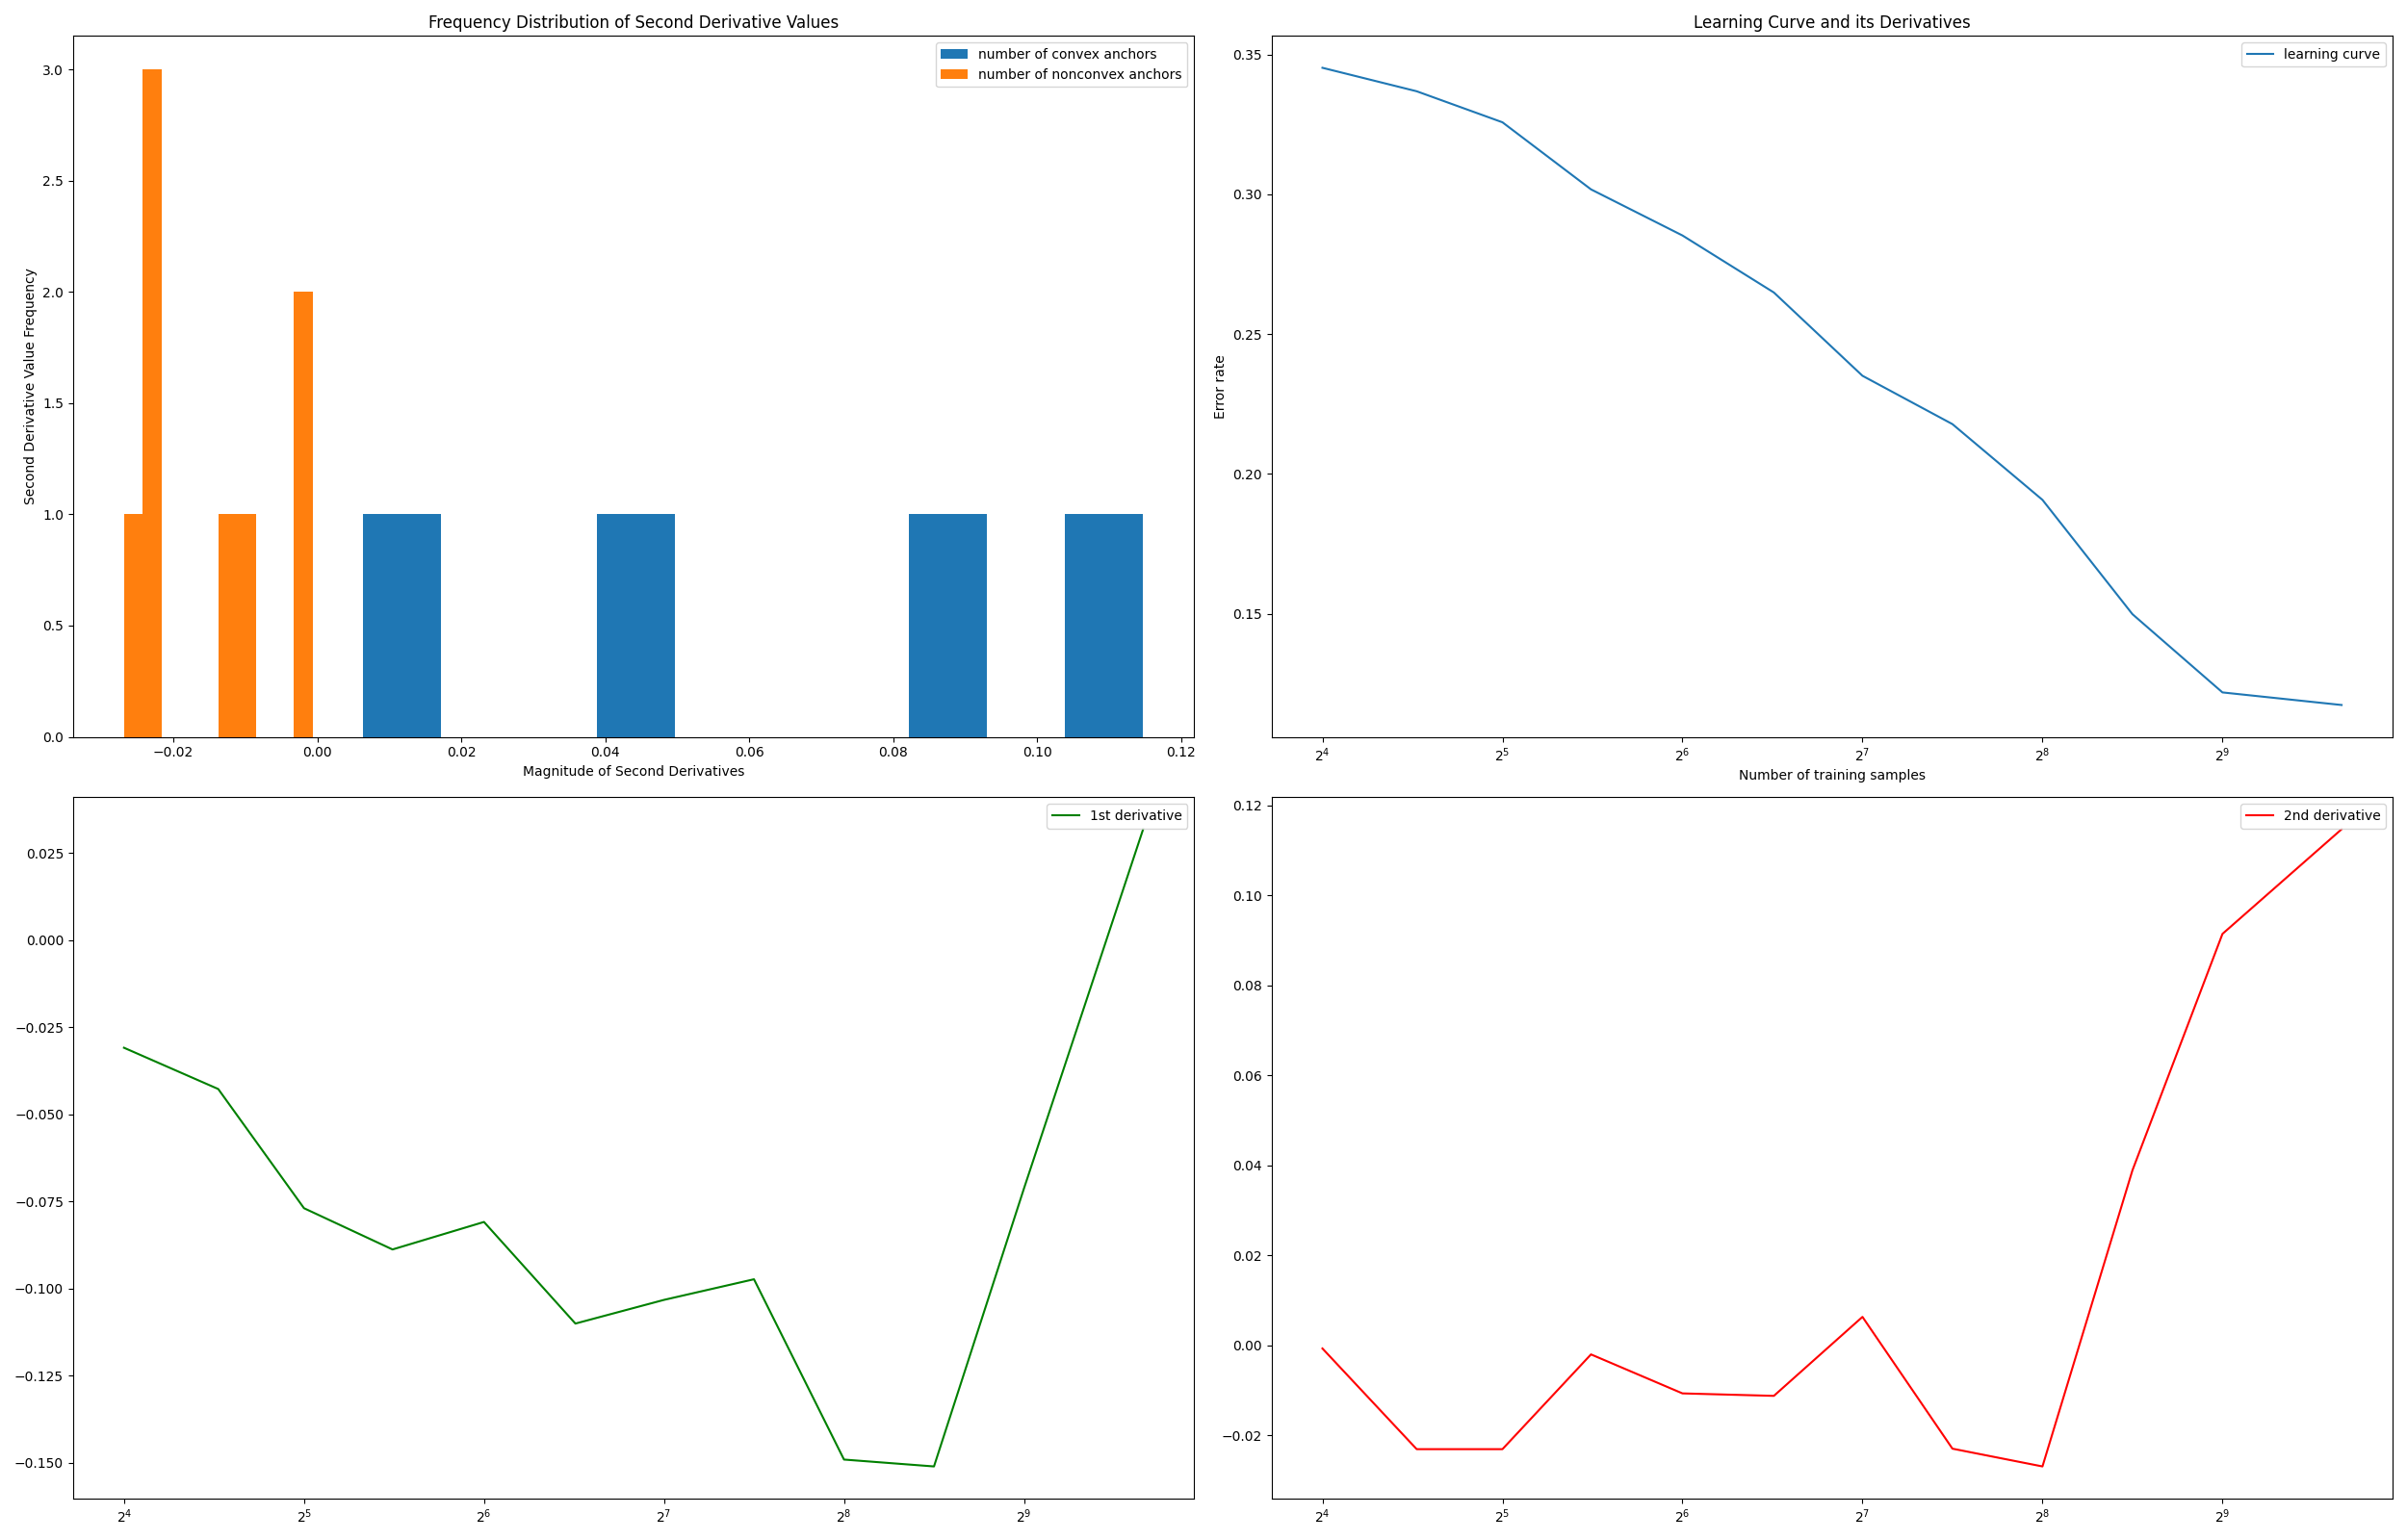 Frequency Distribution of Second Derivative Values
number of convex anchors
number of nonconvex anchors
Second Derivative Value Frequency
3.0
2.5
2.0
1.5
1.0
0.5
0.0
−0.02 0.00 0.02 0.04 0.06 0.08 0.10 0.12
Magnitude of Second Derivatives
Learning Curve and its Derivatives
learning curve
Error rate
0.35
0.30
0.25
0.20
0.15
2⁴ 2⁵ 2⁶ 2⁷ 2⁸ 2⁹
Number of training samples
1st derivative
0.025
0.000
−0.025
−0.050
−0.075
−0.100
−0.125
−0.150
2⁴ 2⁵ 2⁶ 2⁷ 2⁸ 2⁹
2nd derivative
0.12
0.10
0.08
0.06
0.04
0.02
0.00
−0.02
2⁴ 2⁵ 2⁶ 2⁷ 2⁸ 2⁹